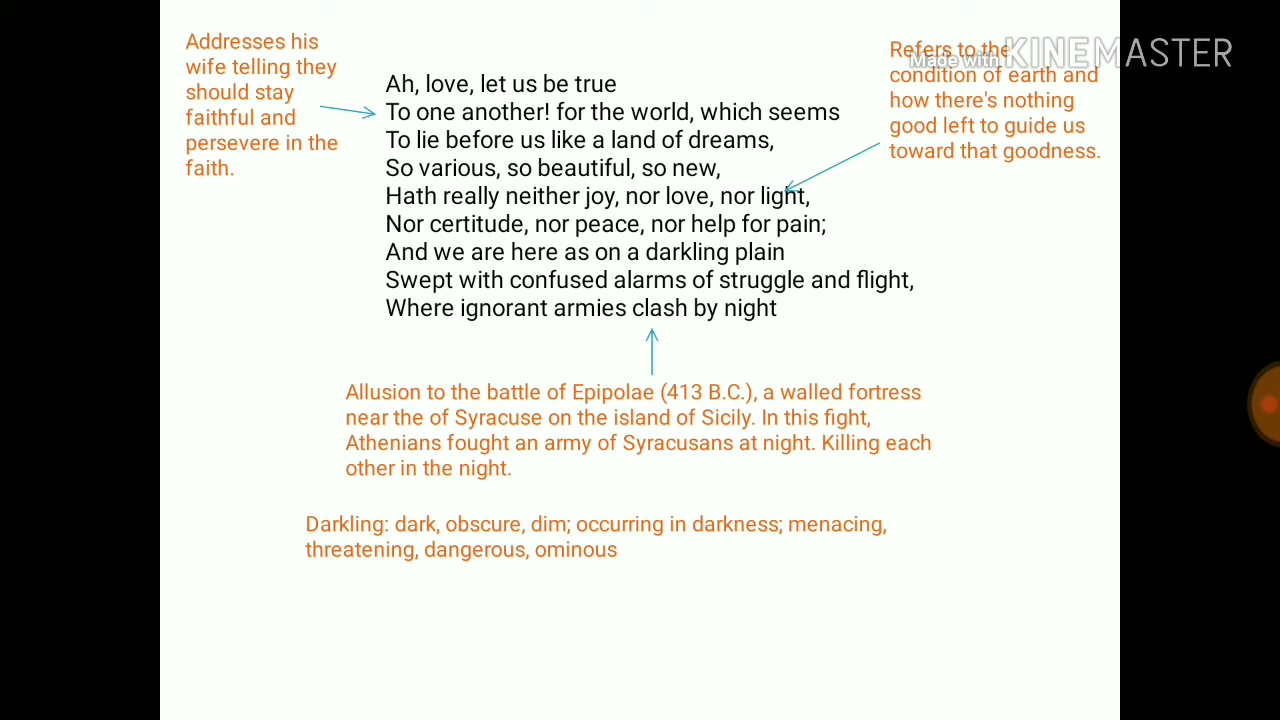 Addresses his
wife telling they
should stay
faithful and
persevere in the
faith.
Ah, love, let us be true
To one another! for the world, which seems
To lie before us like a land of dreams,
So various, so beautiful, so new,
Hath really neither joy, nor love, nor light,
Nor certitude, nor peace, nor help for pain;
And we are here as on a darkling plain
Swept with confused alarms of struggle and flight,
Where ignorant armies clash by night
Refers to the
condition of earth and
how there's nothing
good left to guide us
toward that goodness.
Made with KINEMASTER
Allusion to the battle of Epipolae (413 B.C.), a walled fortress
near the of Syracuse on the island of Sicily. In this fight,
Athenians fought an army of Syracusans at night. Killing each
other in the night.
Darkling: dark, obscure, dim; occurring in darkness; menacing,
threatening, dangerous, ominous